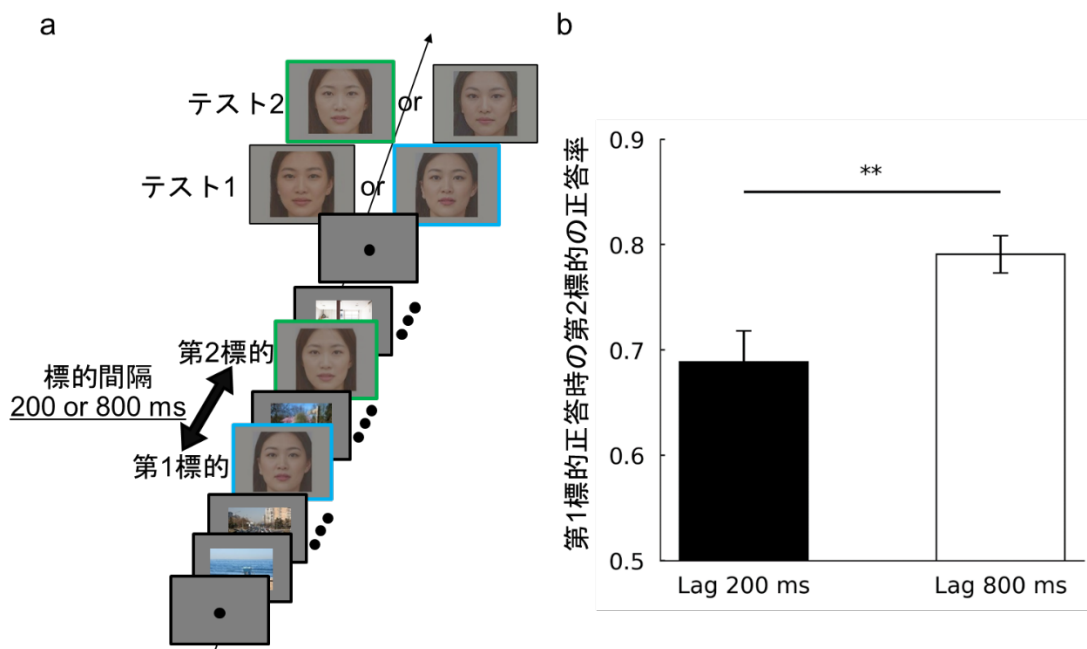 a
テスト2
or
テスト1
or
第2標的
標的間隔
200 or 800 ms
第1標的
b
第1標的正答時の第2標的の正答率
0.9
**
0.8
0.7
0.6
0.5
Lag 200 ms
Lag 800 ms